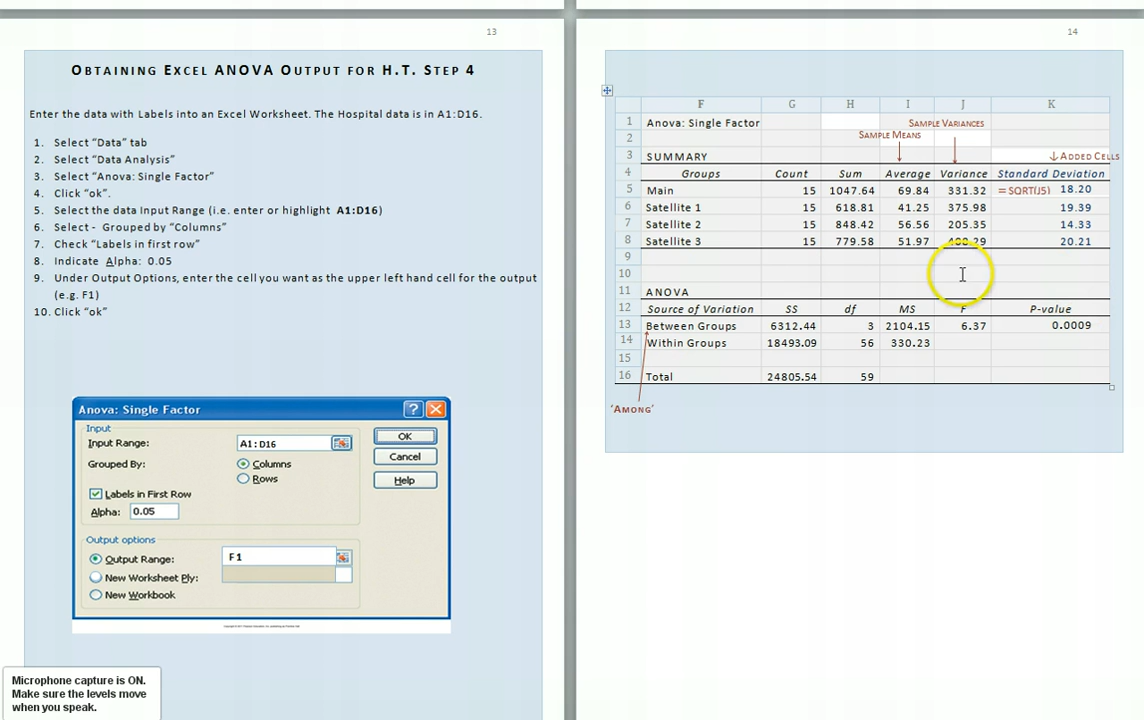 13
OBTAINING EXCEL ANOVA OUTPUT FOR H.T. STEP 4
Enter the data with Labels into an Excel Worksheet. The Hospital data is in A1:D16.
1. Select "Data" tab
2. Select "Data Analysis"
3. Select "Anova: Single Factor"
4. Click "ok".
5. Select the data Input Range (i.e. enter or highlight A1:D16)
6. Select - Grouped by "Columns"
7. Check "Labels in first row"
8. Indicate Alpha: 0.05
9. Under Output Options, enter the cell you want as the upper left hand cell for the output
(e.g. F1)
10. Click "ok"
Anova: Single Factor
Input
Input Range: A1:D16
Grouped By: Columns
Rows
Labels in First Row
Alpha: 0.05
OK
Cancel
Help
Output options
Output Range: F1
New Worksheet Ply:
New Workbook
Microphone capture is ON.
Make sure the levels move
when you speak.
14
F G H I J K
1 Anova: Single Factor SAMPLE VARIANCES
2 SAMPLE MEANS
3 SUMMARY ↓ADDED CELLS
4 Groups Count Sum Average Variance Standard Deviation
5 Main 15 1047.64 69.84 331.32 =SQRT(J5) 18.20
6 Satellite 1 15 618.81 41.25 375.98 19.39
7 Satellite 2 15 848.42 56.56 205.35 14.33
8 Satellite 3 15 779.58 51.97 20.21
9
10
11 ANOVA
12 Source of Variation SS df MS F P-value
13 Between Groups 6312.44 3 2104.15 6.37 0.0009
14 Within Groups 18493.09 56 330.23
15
16 Total 24805.54 59
'AMONG'